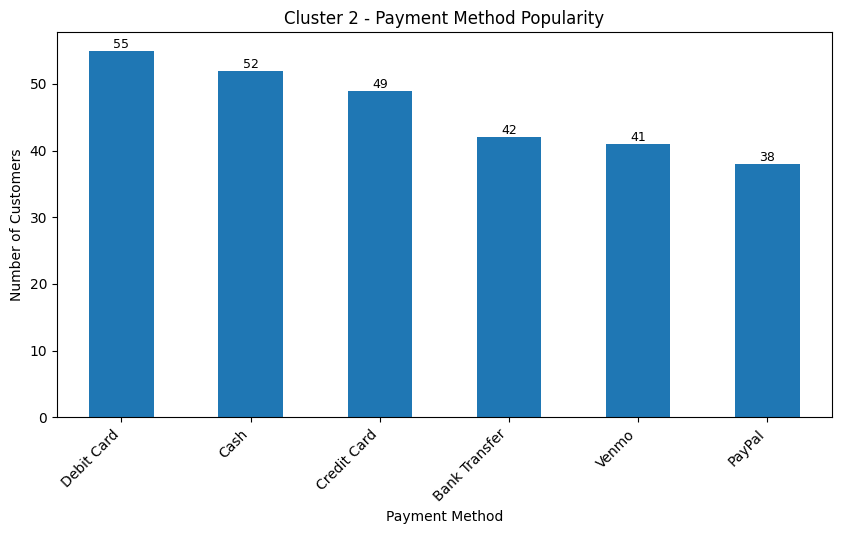 Cluster 2 - Payment Method Popularity
55
52
49
42
41
38
50
40
30
20
10
0
Number of Customers
Debit Card
Cash
Credit Card
Bank Transfer
Venmo
PayPal
Payment Method